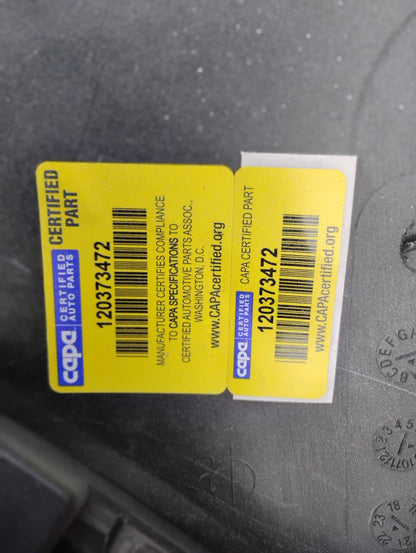 CERTIFIED
PART
capa
CERTIFIED
AUTO PARTS
120373472
MANUFACTURER CERTIFIES COMPLIANCE
TO CAPA SPECIFICATIONS TO
CERTIFIED AUTOMOTIVE PARTS ASSOC.,
WASHINGTON, D.C.
www.CAPAcertified.org
capa
CERTIFIED
AUTO PARTS
CAPA CERTIFIED PART
120373472
www.CAPAcertified.org